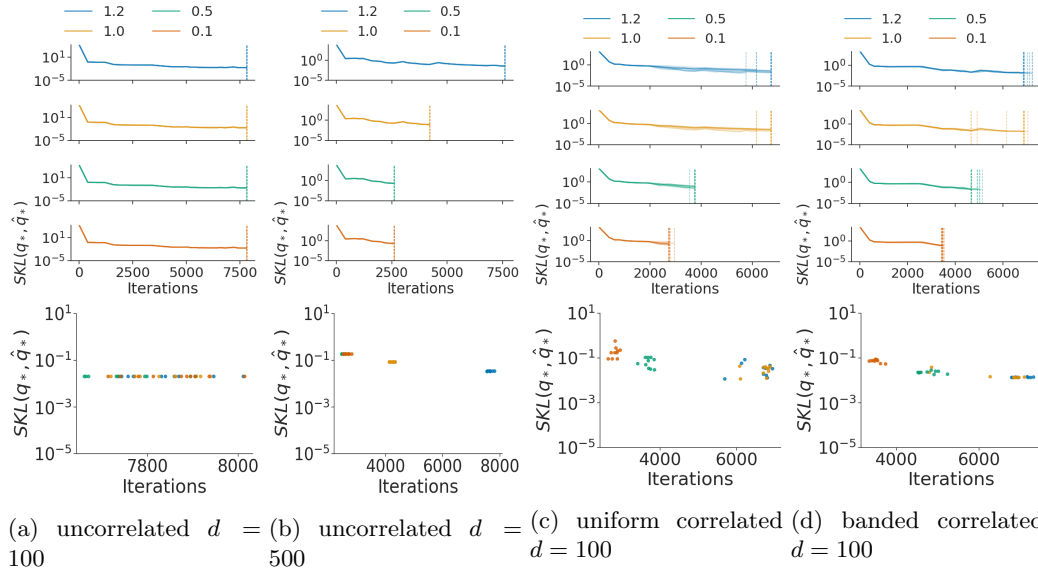 1.2 0.5
1.0 0.1
10^1
10^−5
10^1
10^−5
10^1
10^−5
10^1
10^−5
SKL(q_*, q̂_*)
0 2500 5000 7500
Iterations
10^1
10^−1
10^−3
10^−5
SKL(q_*, q̂_*)
7800 8000
Iterations
(a) uncorrelated d =
100
1.2 0.5
1.0 0.1
10^0
10^−5
10^0
10^−5
10^0
10^−5
10^0
10^−5
SKL(q_*, q̂_*)
0 2500 5000 7500
Iterations
10^1
10^−1
10^−3
10^−5
SKL(q_*, q̂_*)
4000 6000 8000
Iterations
(b) uncorrelated d =
500
1.2 0.5
1.0 0.1
10^0
10^−5
10^0
10^−5
10^0
10^−5
10^0
10^−5
SKL(q_*, q̂_*)
0 2000 4000 6000
Iterations
10^1
10^−1
10^−3
10^−5
SKL(q_*, q̂_*)
4000 6000
Iterations
(c) uniform correlated
d = 100
1.2 0.5
1.0 0.1
10^0
10^−5
10^0
10^−5
10^0
10^−5
10^0
10^−5
SKL(q_*, q̂_*)
0 2000 4000 6000
Iterations
10^1
10^−1
10^−3
10^−5
SKL(q_*, q̂_*)
4000 6000
Iterations
(d) banded correlated
d = 100